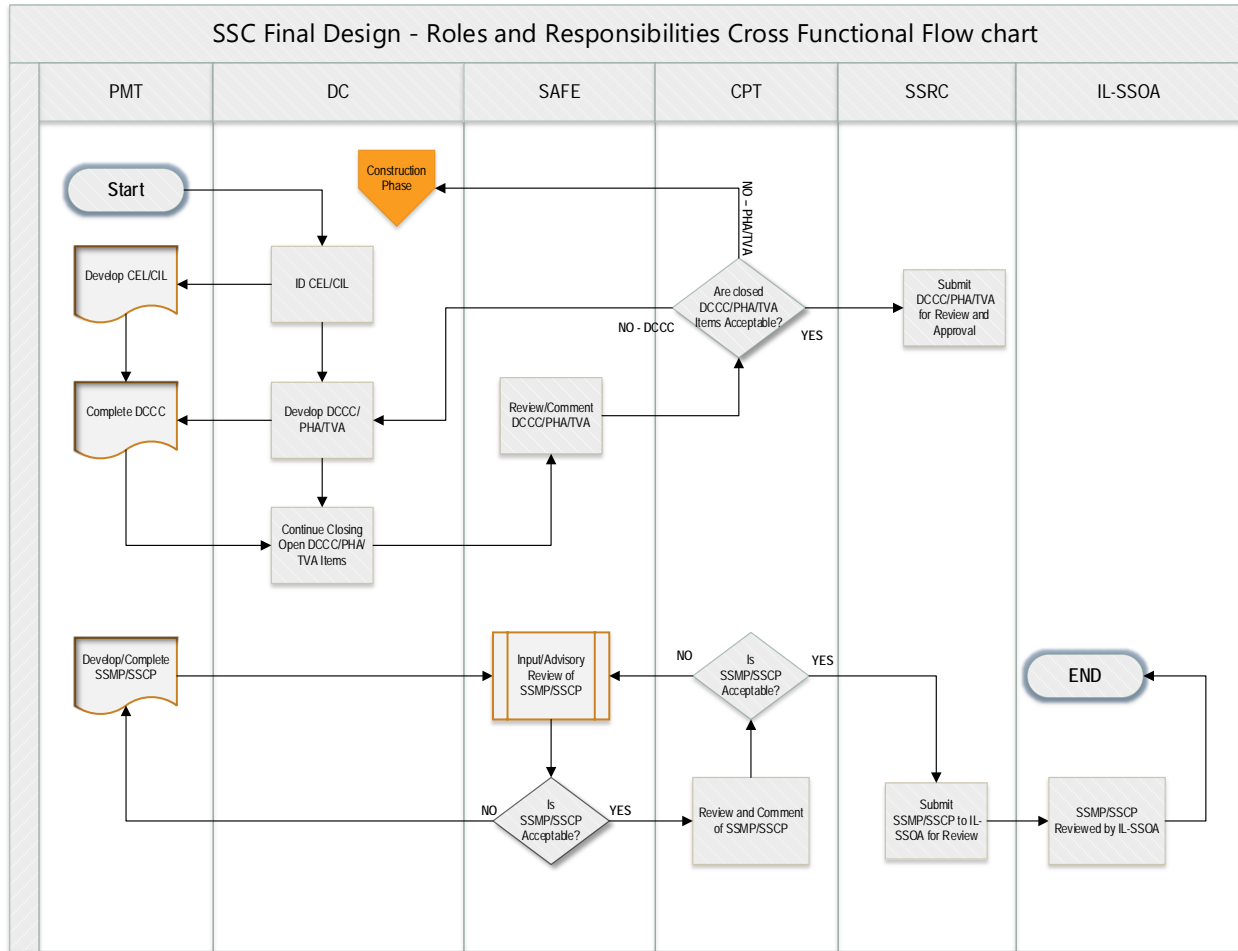 SSC Final Design - Roles and Responsibilities Cross Functional Flow chart
PMT
DC
SAFE
CPT
SSRC
IL-SSOA
Start
Construction
Phase
NO – PHA/TVA
Develop CEL/CIL
ID CEL/CIL
Are closed
DCCC/PHA/TVA
Items Acceptable?
NO - DCCC
YES
Submit
DCCC/PHA/TVA
for Review and
Approval
Complete DCCC
Develop DCCC/
PHA/TVA
Review/Comment
DCCC/PHA/TVA
Continue Closing
Open DCCC/PHA/
TVA Items
Develop/Complete
SSMP/SSCP
Input/Advisory
Review of
SSMP/SSCP
NO
Is
SSMP/SSCP
Acceptable?
YES
END
NO
Is
SSMP/SSCP
Acceptable?
YES
Review and Comment
of SSMP/SSCP
Submit
SSMP/SSCP to IL-
SSOA for Review
SSMP/SSCP
Reviewed by IL-SSOA